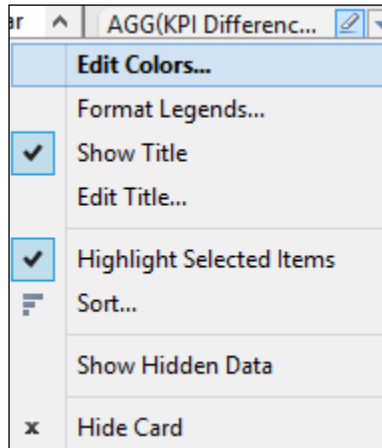 ar AGG(KPI Differenc...
Edit Colors...
Format Legends...
Show Title
Edit Title...
Highlight Selected Items
Sort...
Show Hidden Data
Hide Card